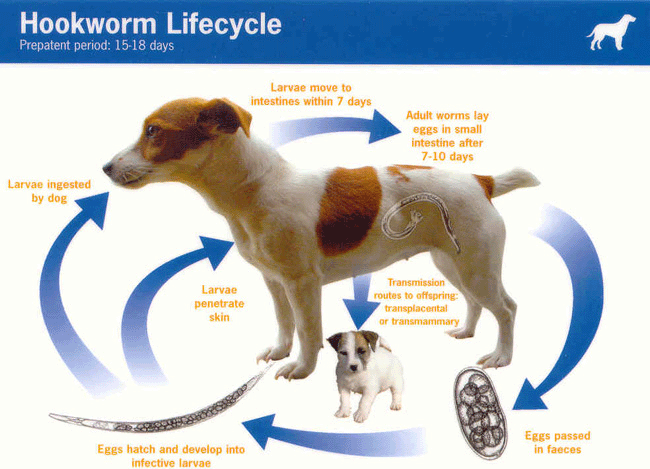 Hookworm Lifecycle
Prepatent period: 15-18 days
Larvae move to
intestines within 7 days
Adult worms lay
eggs in small
intestine after
7-10 days
Larvae ingested
by dog
Larvae
penetrate
skin
Transmission
routes to offspring:
transplacental
or transmammary
Eggs passed
in faeces
Eggs hatch and develop into
infective larvae